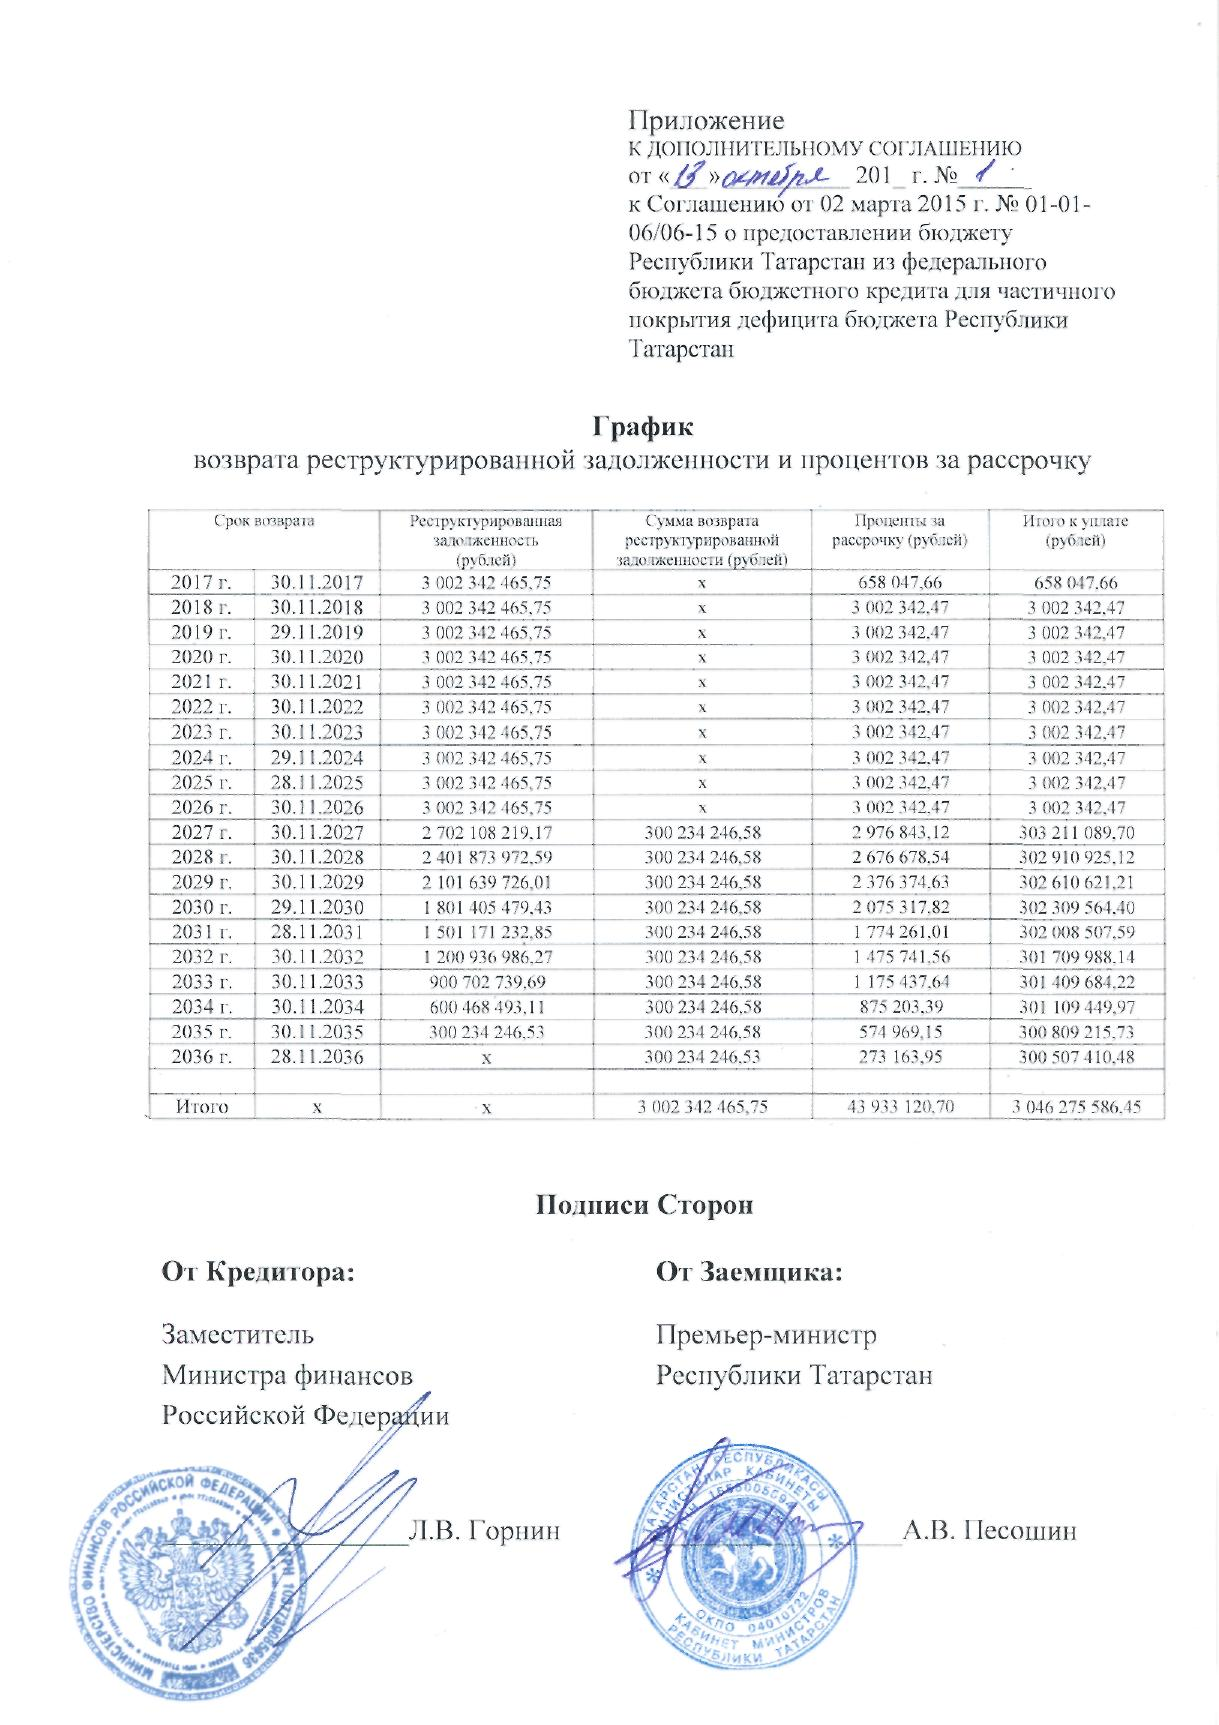 Приложение
К ДОПОЛНИТЕЛЬНОМУ СОГЛАШЕНИЮ
от «13» октября 201_ г. № 1
к Соглашению от 02 марта 2015 г. № 01-01-
06/06-15 о предоставлении бюджету
Республики Татарстан из федерального
бюджета бюджетного кредита для частичного
покрытия дефицита бюджета Республики
Татарстан
График
возврата реструктурированной задолженности и процентов за рассрочку
Срок возврата | Реструктурированная задолженность (рублей) | Сумма возврата реструктурированной задолженности (рублей) | Проценты за рассрочку (рублей) | Итого к уплате (рублей)
2017 г. 30.11.2017 3 002 342 465,75 х 658 047,66 658 047,66
2018 г. 30.11.2018 3 002 342 465,75 х 3 002 342,47 3 002 342,47
2019 г. 29.11.2019 3 002 342 465,75 х 3 002 342,47 3 002 342,47
2020 г. 30.11.2020 3 002 342 465,75 х 3 002 342,47 3 002 342,47
2021 г. 30.11.2021 3 002 342 465,75 х 3 002 342,47 3 002 342,47
2022 г. 30.11.2022 3 002 342 465,75 х 3 002 342,47 3 002 342,47
2023 г. 30.11.2023 3 002 342 465,75 х 3 002 342,47 3 002 342,47
2024 г. 29.11.2024 3 002 342 465,75 х 3 002 342,47 3 002 342,47
2025 г. 28.11.2025 3 002 342 465,75 х 3 002 342,47 3 002 342,47
2026 г. 30.11.2026 3 002 342 465,75 х 3 002 342,47 3 002 342,47
2027 г. 30.11.2027 2 702 108 219,17 300 234 246,58 2 976 843,12 303 211 089,70
2028 г. 30.11.2028 2 401 873 972,59 300 234 246,58 2 676 678,54 302 910 925,12
2029 г. 30.11.2029 2 101 639 726,01 300 234 246,58 2 376 374,63 302 610 621,21
2030 г. 29.11.2030 1 801 405 479,43 300 234 246,58 2 075 317,82 302 309 564,40
2031 г. 28.11.2031 1 501 171 232,85 300 234 246,58 1 774 261,01 302 008 507,59
2032 г. 30.11.2032 1 200 936 986,27 300 234 246,58 1 475 741,56 301 709 988,14
2033 г. 30.11.2033 900 702 739,69 300 234 246,58 1 175 437,64 301 409 684,22
2034 г. 30.11.2034 600 468 493,11 300 234 246,58 875 203,39 301 109 449,97
2035 г. 30.11.2035 300 234 246,53 300 234 246,58 574 969,15 300 809 215,73
2036 г. 28.11.2036 х 300 234 246,53 273 163,95 300 507 410,48
Итого х х 3 002 342 465,75 43 933 120,70 3 046 275 586,45
Подписи Сторон
От Кредитора:
Заместитель
Министра финансов
Российской Федерации
Л.В. Горнин
МИНИСТЕРСТВО ФИНАНСОВ РОССИЙСКОЙ ФЕДЕРАЦИИ
От Заемщика:
Премьер-министр
Республики Татарстан
А.В. Песошин
ТАТАРСТАН РЕСПУБЛИКАСЫ
МИНИСТРЛАР КАБИНЕТЫ
ОКПО 04010722
КАБИНЕТ МИНИСТРОВ
РЕСПУБЛИКИ ТАТАРСТАН